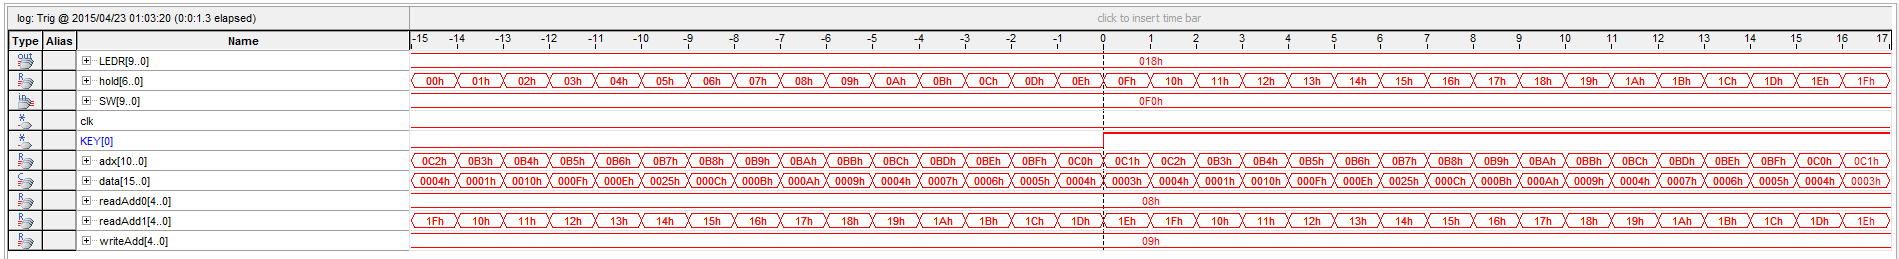 log: Trig @ 2015/04/23 01:03:20 (0:0:1.3 elapsed) click to insert time bar
Type Alias Name -15 -14 -13 -12 -11 -10 -9 -8 -7 -6 -5 -4 -3 -2 -1 0 1 2 3 4 5 6 7 8 9 10 11 12 13 14 15 16 17
out LEDR[9..0] 018h
R hold[6..0] 00h 01h 02h 03h 04h 05h 06h 07h 08h 09h 0Ah 0Bh 0Ch 0Dh 0Eh 0Fh 10h 11h 12h 13h 14h 15h 16h 17h 18h 19h 1Ah 1Bh 1Ch 1Dh 1Eh 1Fh
in SW[9..0] 0F0h
* clk
* KEY[0]
R adx[10..0] 0C2h 0B3h 0B4h 0B5h 0B6h 0B7h 0B8h 0B9h 0BAh 0BBh 0BCh 0BDh 0BEh 0BFh 0C0h 0C1h 0C2h 0B3h 0B4h 0B5h 0B6h 0B7h 0B8h 0B9h 0BAh 0BBh 0BCh 0BDh 0BEh 0BFh 0C0h 0C1h
C data[15..0] 0004h 0001h 0010h 000Fh 000Eh 0025h 000Ch 000Bh 000Ah 0009h 0004h 0007h 0006h 0005h 0004h 0003h 0004h 0001h 0010h 000Fh 000Eh 0025h 000Ch 000Bh 000Ah 0009h 0004h 0007h 0006h 0005h 0004h 0003h
R readAdd0[4..0] 08h
R readAdd1[4..0] 1Fh 10h 11h 12h 13h 14h 15h 16h 17h 18h 19h 1Ah 1Bh 1Ch 1Dh 1Eh 1Fh 10h 11h 12h 13h 14h 15h 16h 17h 18h 19h 1Ah 1Bh 1Ch 1Dh 1Eh
R writeAdd[4..0] 09h